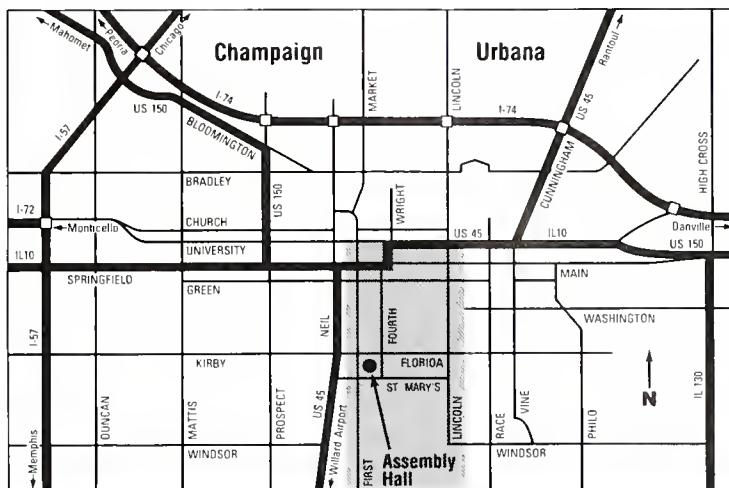 Mahomet
Peoria
Chicago
Champaign
Urbana
Rantoul
MARKET
LINCOLN
I-74
I-74
US 45
HIGH CROSS
I-57
US 150
BLOOMINGTON
CUNNINGHAM
BRADLEY
US 150
WRIGHT
I-72
Monticello
CHURCH
UNIVERSITY
US 45
IL10
Danville
US 150
IL10
SPRINGFIELD
GREEN
MAIN
WASHINGTON
I-57
NEIL
FOURTH
KIRBY
FLORIDA
ST MARY'S
N
IL 130
Memphis
DUNCAN
MATTIS
PROSPECT
US 45
Willard Airport
FIRST
LINCOLN
RACE
VINE
PHILO
WINDSOR
Assembly
Hall
WINDSOR